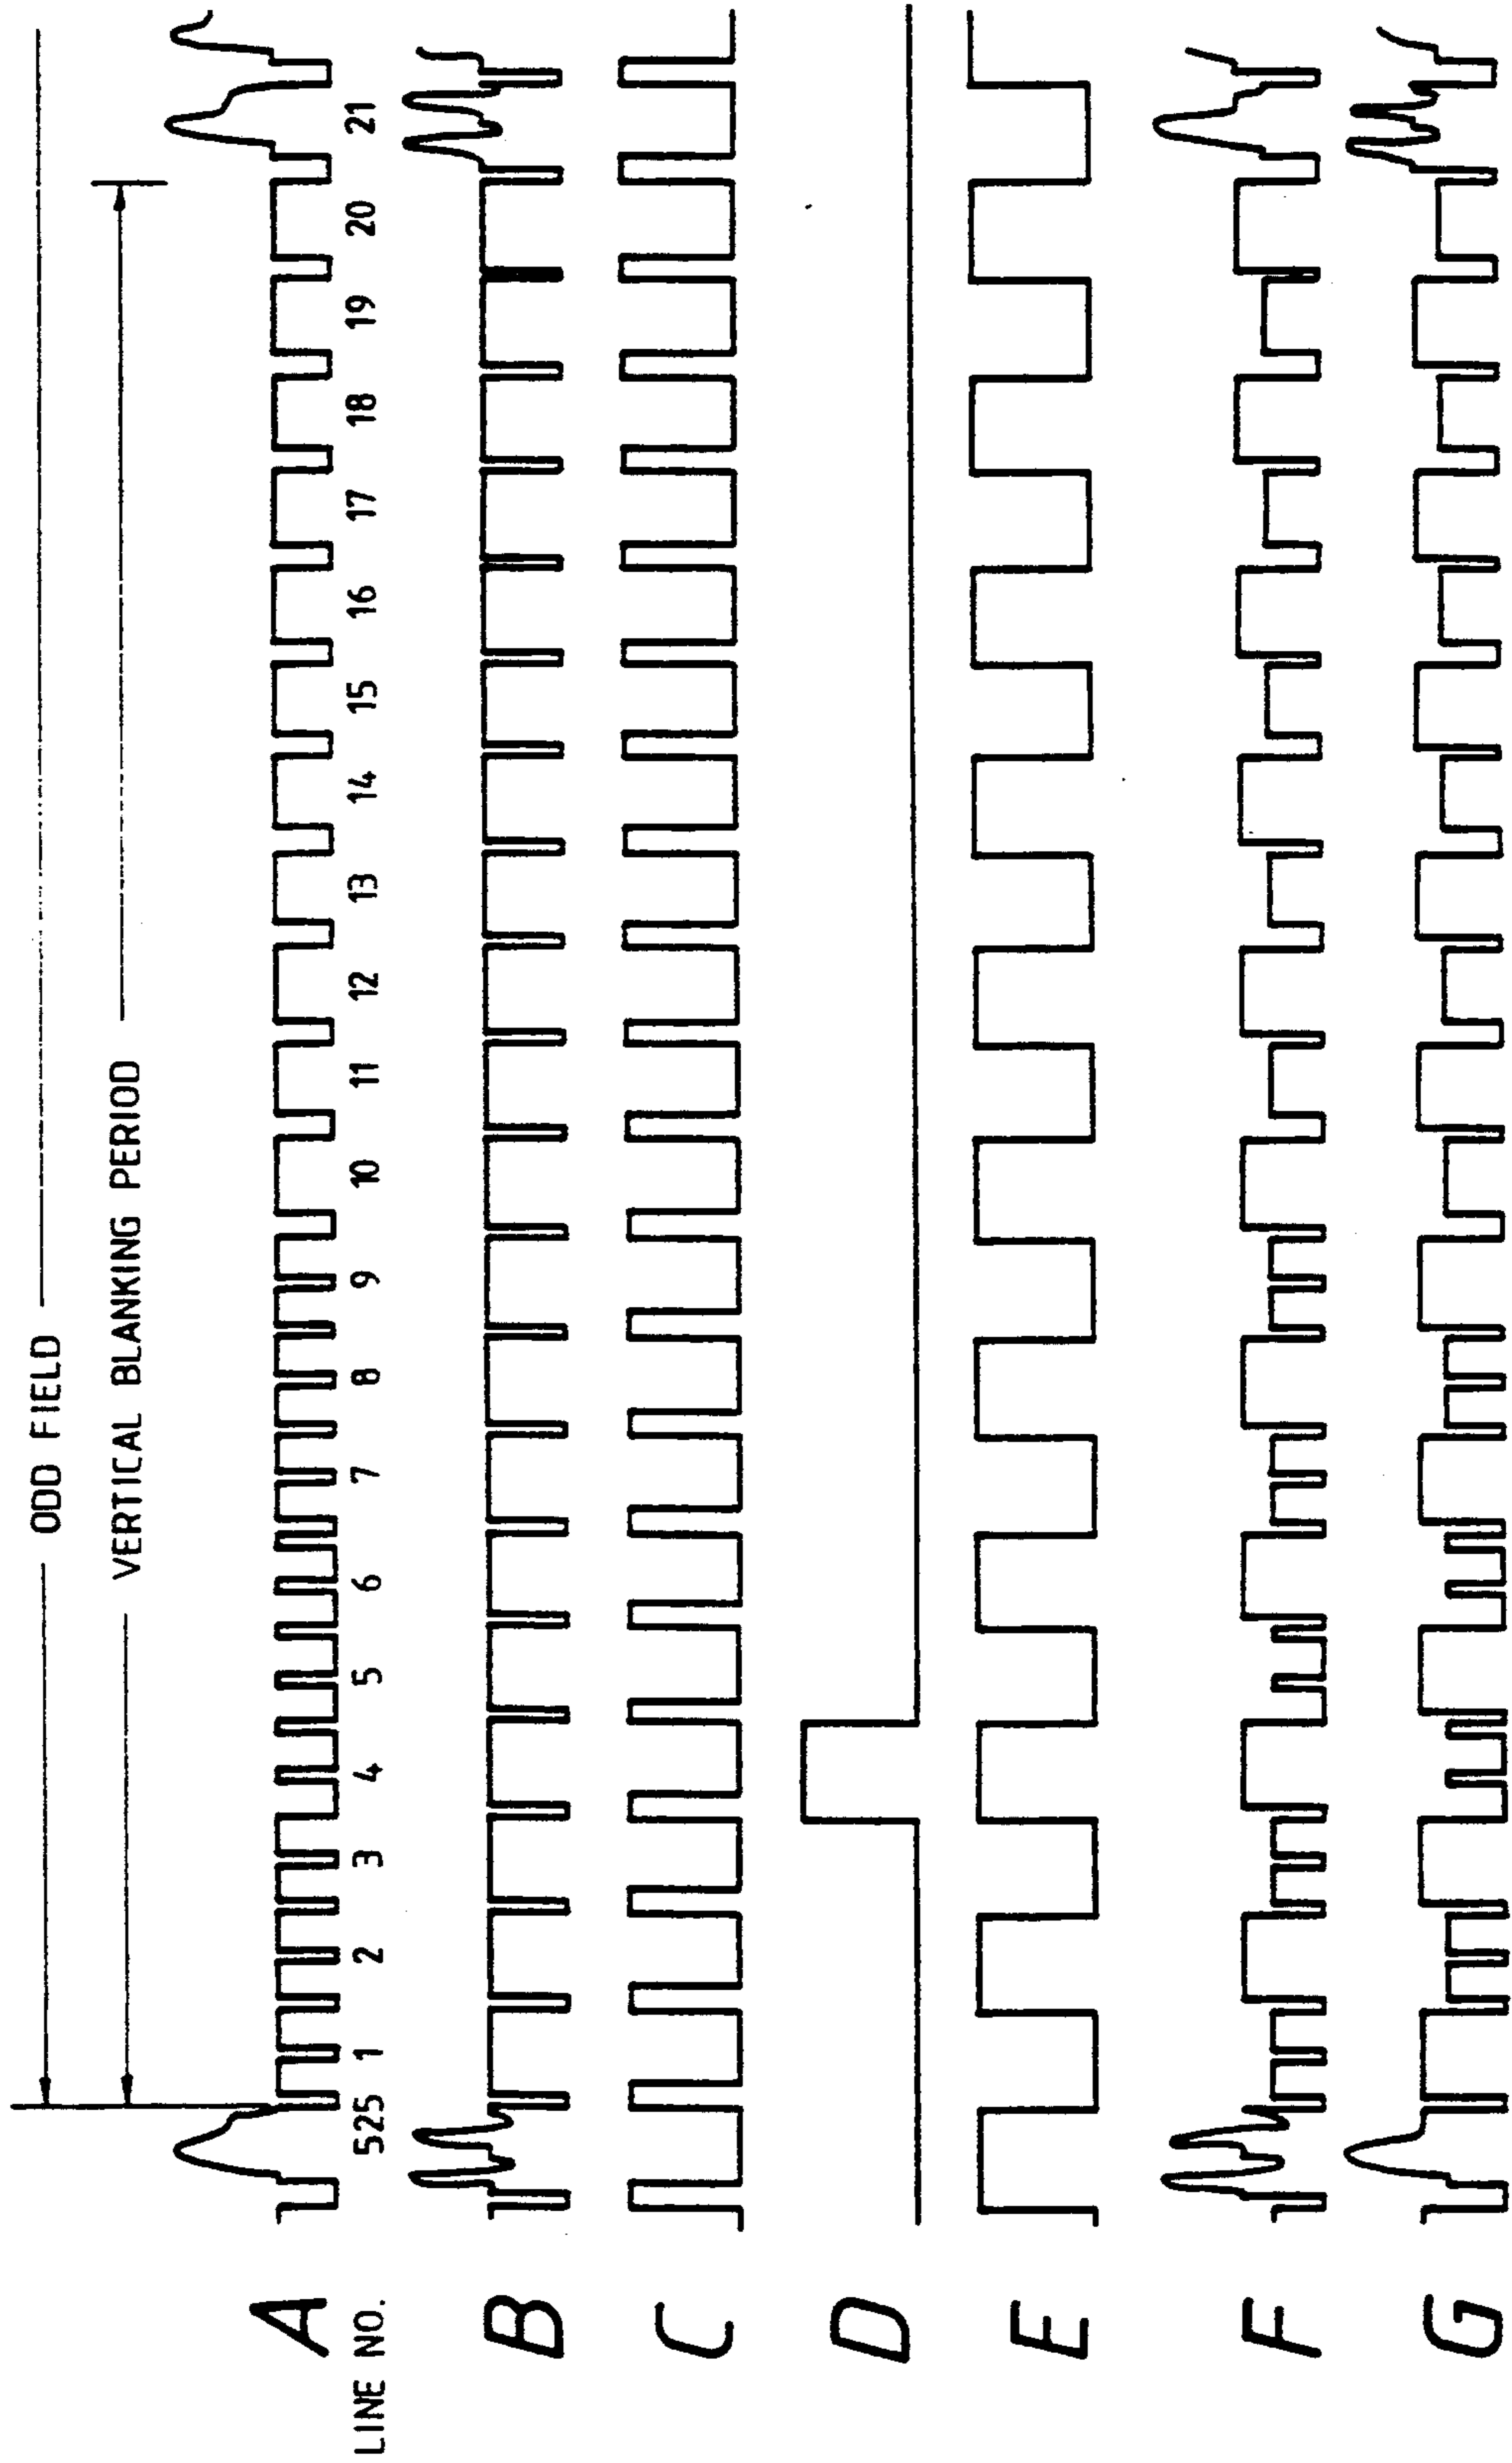 ODD FIELD
VERTICAL BLANKING PERIOD
A
LINE NO. 525 1 2 3 4 5 6 7 8 9 10 11 12 13 14 15 16 17 18 19 20 21
B
C
D
E
F
G